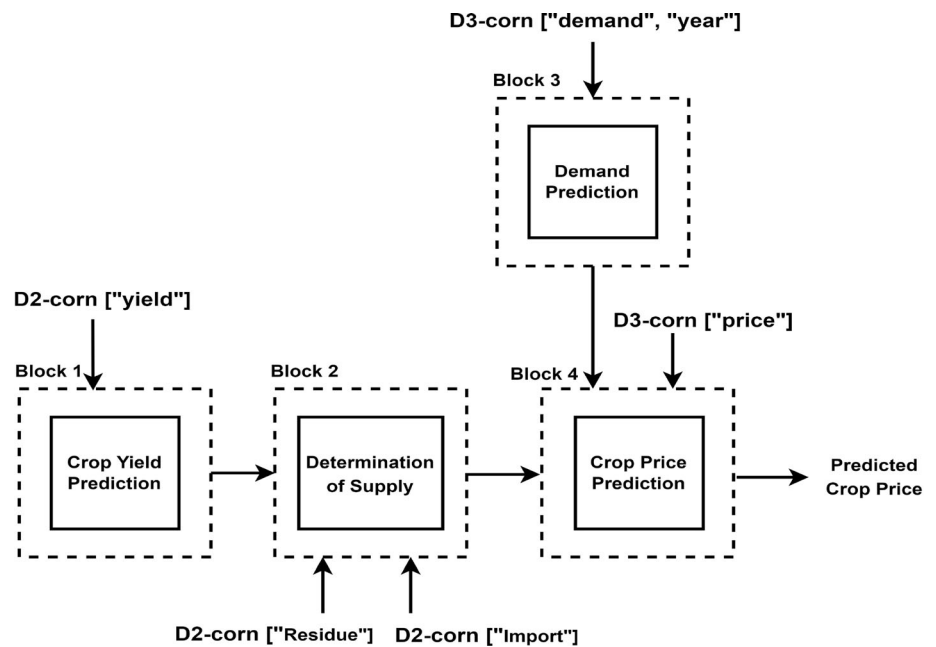 D3-corn ["demand", "year"]
Block 3
Demand
Prediction
D2-corn ["yield"]
D3-corn ["price"]
Block 1
Block 2
Block 4
Crop Yield
Prediction
Determination
of Supply
Crop Price
Prediction
Predicted
Crop Price
D2-corn ["Residue"]
D2-corn ["Import"]